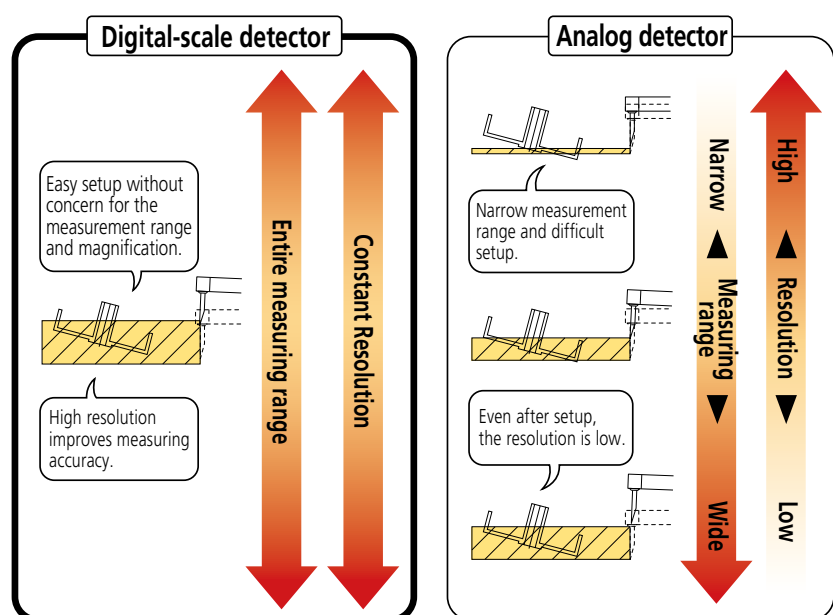 Digital-scale detector
Easy setup without
concern for the
measurement range
and magnification.
High resolution
improves measuring
accuracy.
Entire measuring range
Constant Resolution
Analog detector
Narrow measurement
range and difficult
setup.
Even after setup,
the resolution is low.
Narrow
Measuring
range
Wide
High
Resolution
Low